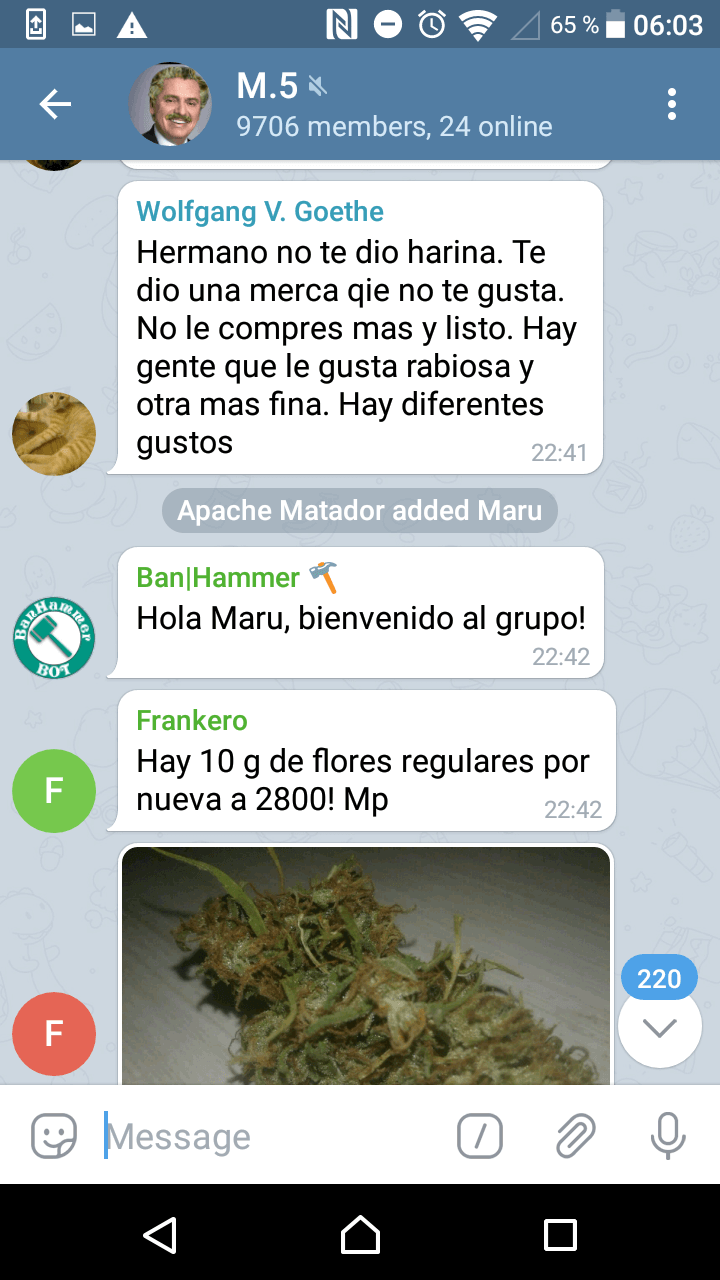 65 % 06:03
M.5
9706 members, 24 online
Wolfgang V. Goethe
Hermano no te dio harina. Te
dio una merca qie no te gusta.
No le compres mas y listo. Hay
gente que le gusta rabiosa y
otra mas fina. Hay diferentes
gustos
22:41
Apache Matador added Maru
Ban|Hammer
Hola Maru, bienvenido al grupo!
22:42
BanHammer
BOT
Frankero
Hay 10 g de flores regulares por
nueva a 2800! Mp
22:42
F
F
220
Message